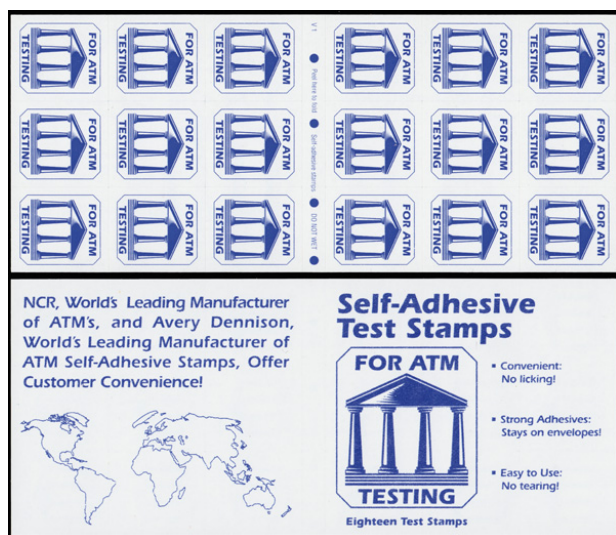 FOR ATM
TESTING
FOR ATM
TESTING
FOR ATM
TESTING
V 1
FOR ATM
TESTING
FOR ATM
TESTING
FOR ATM
TESTING
Peel here to fold
FOR ATM
TESTING
FOR ATM
TESTING
FOR ATM
TESTING
Self-adhesive stamps
FOR ATM
TESTING
FOR ATM
TESTING
FOR ATM
TESTING
FOR ATM
TESTING
FOR ATM
TESTING
FOR ATM
TESTING
DO NOT WET
FOR ATM
TESTING
FOR ATM
TESTING
FOR ATM
TESTING
NCR, World's Leading Manufacturer
of ATM's, and Avery Dennison,
World's Leading Manufacturer of
ATM Self-Adhesive Stamps, Offer
Customer Convenience!
Self-Adhesive
Test Stamps
FOR ATM
TESTING
Eighteen Test Stamps
▪ Convenient:
No licking!
▪ Strong Adhesives:
Stays on envelopes!
▪ Easy to Use:
No tearing!